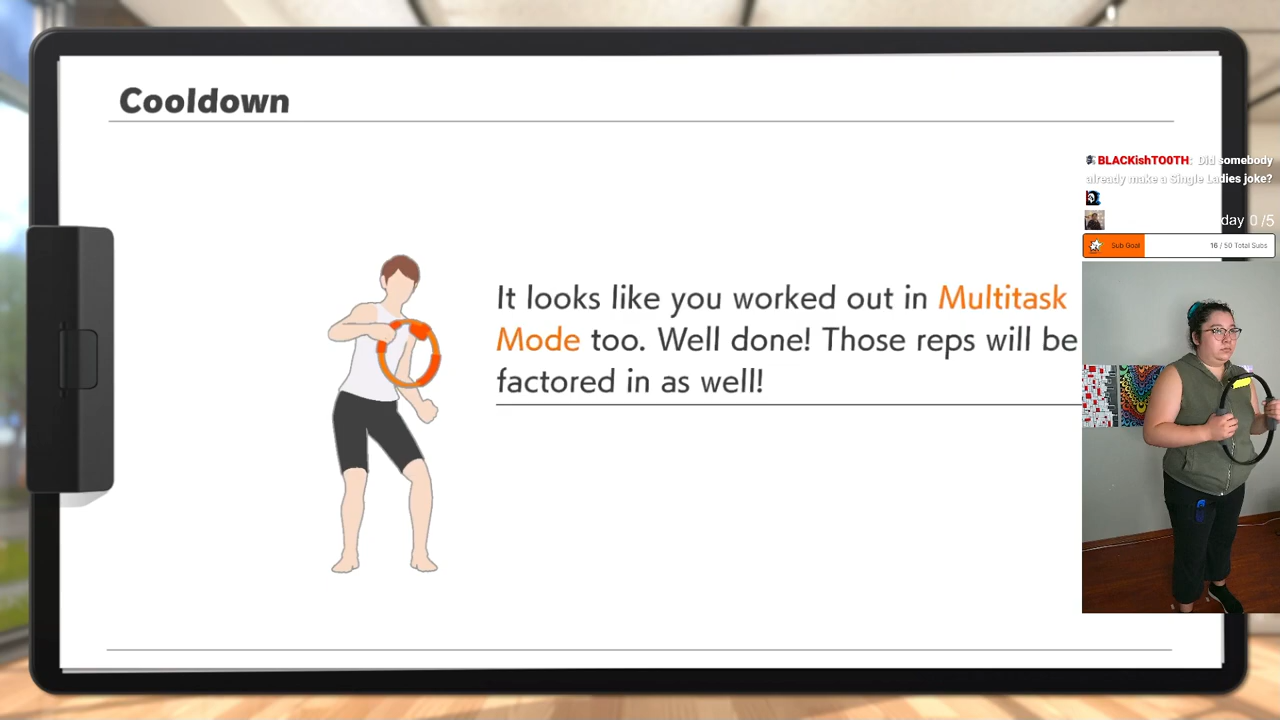 Cooldown
It looks like you worked out in Multitask
Mode too. Well done! Those reps will be
factored in as well!
BLACKishTO0TH: Did somebody
already make a Single Ladies joke?
day 0 /5
Sub Goal
16 / 50 Total Subs